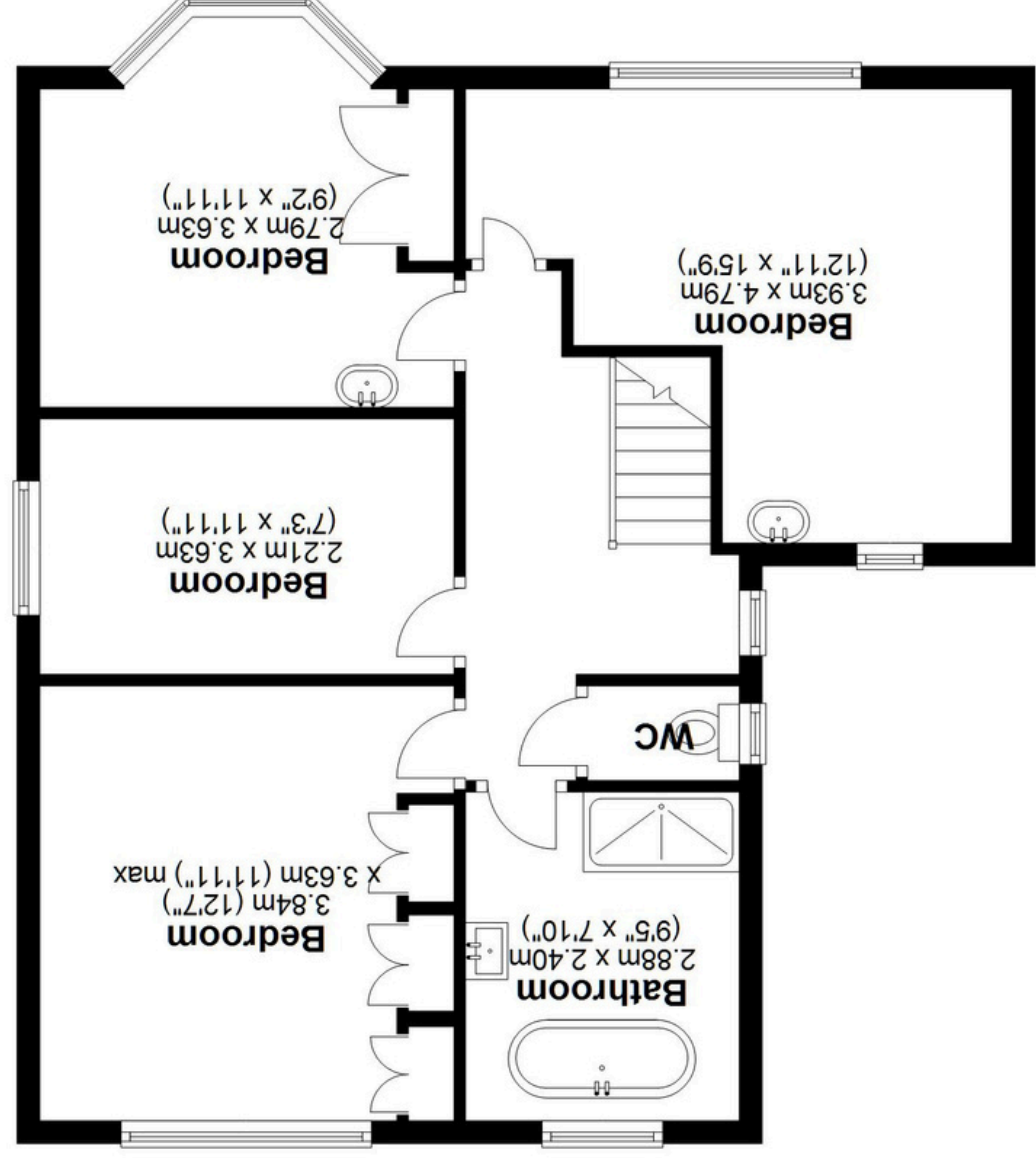 Bathroom
2.88m x 2.40m
(9'5" x 7'10")
Bedroom
3.84m (12'7")
x 3.63m (11'11") max
WC
Bedroom
2.21m x 3.63m
(7'3" x 11'11")
Bedroom
3.93m x 4.79m
(12'11" x 15'9")
Bedroom
2.79m x 3.63m
(9'2" x 11'11")